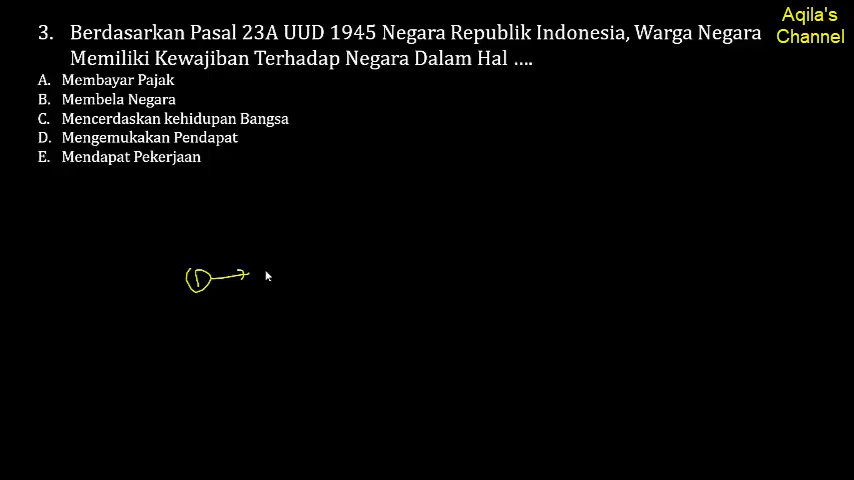 Aqila's
Channel
3. Berdasarkan Pasal 23A UUD 1945 Negara Republik Indonesia, Warga Negara
Memiliki Kewajiban Terhadap Negara Dalam Hal ....
A. Membayar Pajak
B. Membela Negara
C. Mencerdaskan kehidupan Bangsa
D. Mengemukakan Pendapat
E. Mendapat Pekerjaan